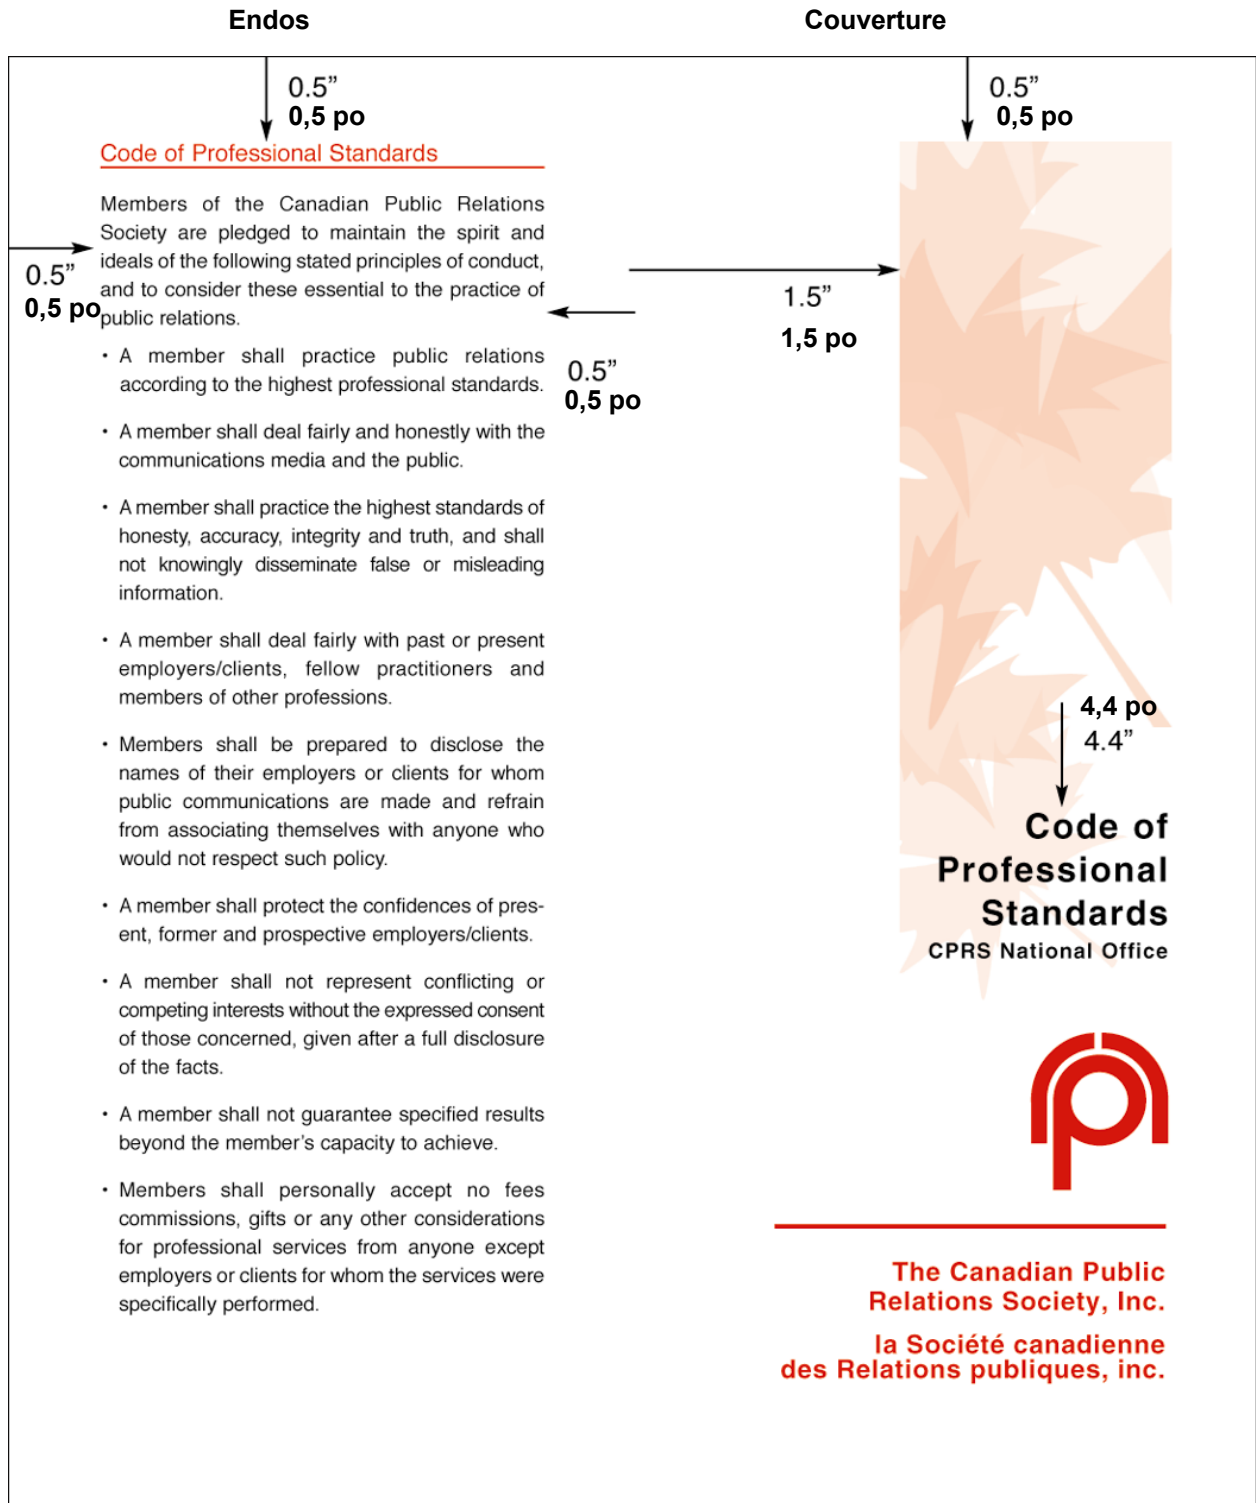 Endos
Couverture
0.5”
0,5 po
0.5”
0,5 po
Code of Professional Standards
Members of the Canadian Public Relations
Society are pledged to maintain the spirit and
ideals of the following stated principles of conduct,
and to consider these essential to the practice of
public relations.
0.5”
0,5 po
1.5”
1,5 po
0.5”
0,5 po
• A member shall practice public relations
according to the highest professional standards.
• A member shall deal fairly and honestly with the
communications media and the public.
• A member shall practice the highest standards of
honesty, accuracy, integrity and truth, and shall
not knowingly disseminate false or misleading
information.
• A member shall deal fairly with past or present
employers/clients, fellow practitioners and
members of other professions.
• Members shall be prepared to disclose the
names of their employers or clients for whom
public communications are made and refrain
from associating themselves with anyone who
would not respect such policy.
• A member shall protect the confidences of pres-
ent, former and prospective employers/clients.
• A member shall not represent conflicting or
competing interests without the expressed consent
of those concerned, given after a full disclosure
of the facts.
• A member shall not guarantee specified results
beyond the member’s capacity to achieve.
• Members shall personally accept no fees
commissions, gifts or any other considerations
for professional services from anyone except
employers or clients for whom the services were
specifically performed.
4,4 po
4.4”
Code of
Professional
Standards
CPRS National Office
The Canadian Public
Relations Society, Inc.
la Société canadienne
des Relations publiques, inc.